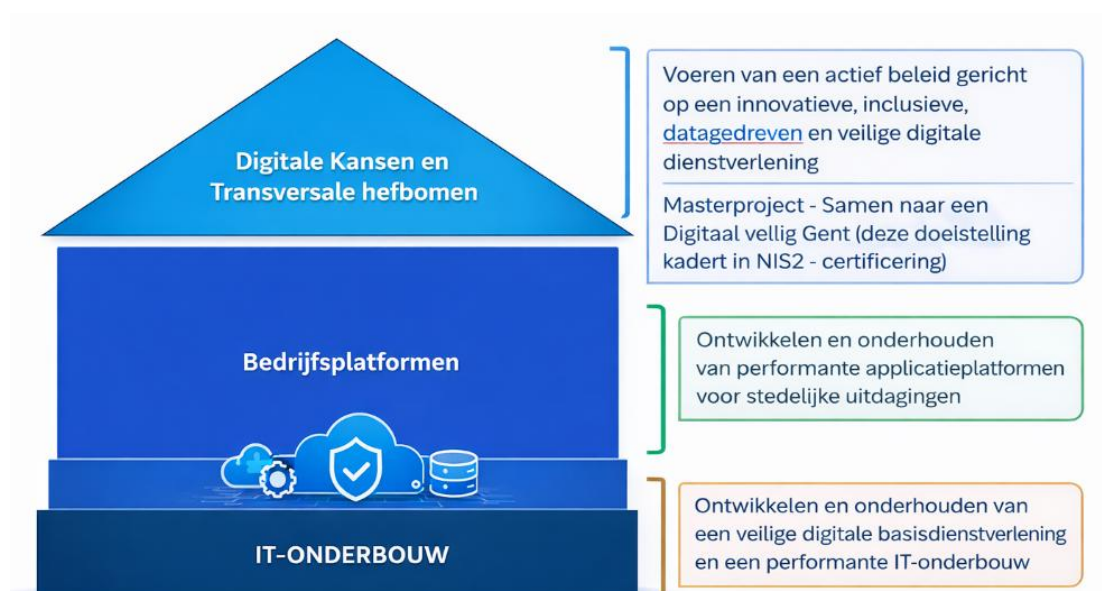 Digitale Kansen en
Transversale hefbomen
Voeren van een actief beleid gericht
op een innovatieve, inclusieve,
datagedreven en veilige digitale
dienstverlening
Masterproject - Samen naar een
Digitaal vellig Gent (deze doelstelling
kadert in NIS2 - certificering)
Bedrijfsplatformen
Ontwikkelen en onderhouden
van performante applicatieplatformen
voor stedelijke uitdagingen
IT-ONDERBOUW
Ontwikkelen en onderhouden van
een veilige digitale basisdienstverlening
en een performante IT-onderbouw